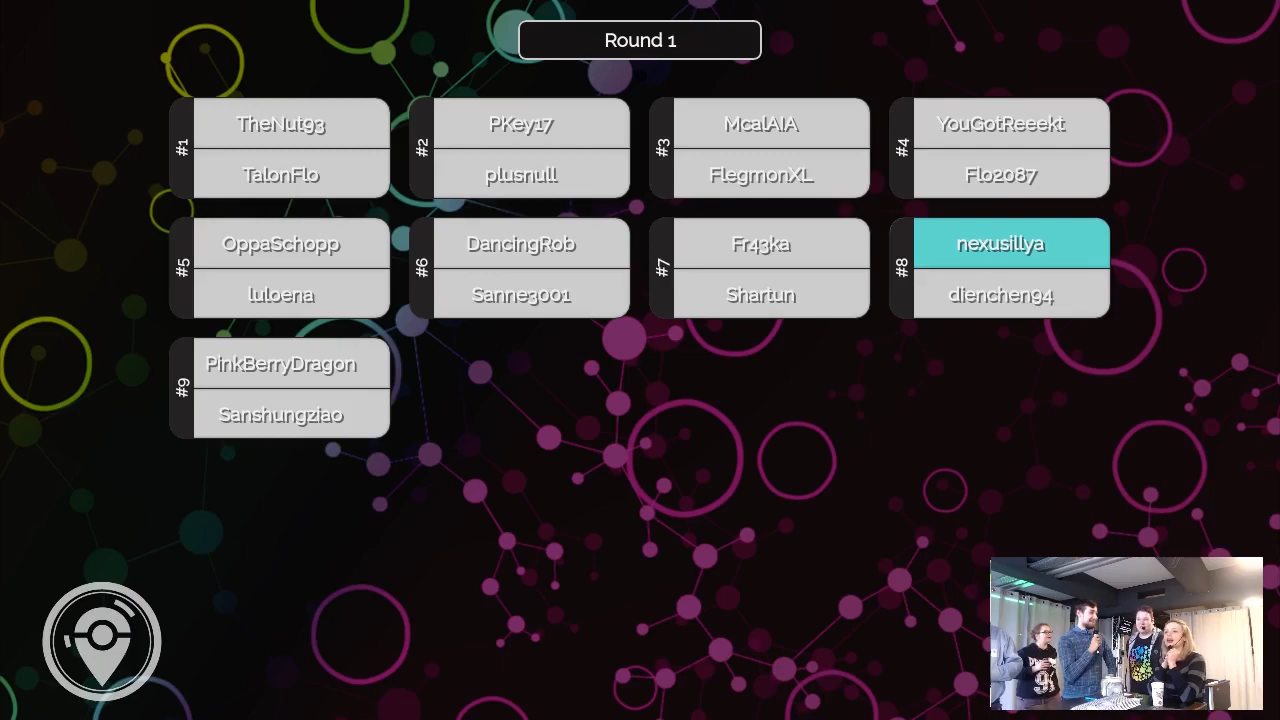 Round 1
#1
TheNut93
TalonFlo
#2
PKey17
plusnull
#3
McalAIA
FlegmonXL
#4
YouGotReeekt
Flo2087
#5
OppaSchopp
luloena
#6
DancingRob
Sanne3001
#7
Fr43ka
Shartun
#8
nexusillya
diencheng4
#9
PinkBerryDragon
Sanshungziao